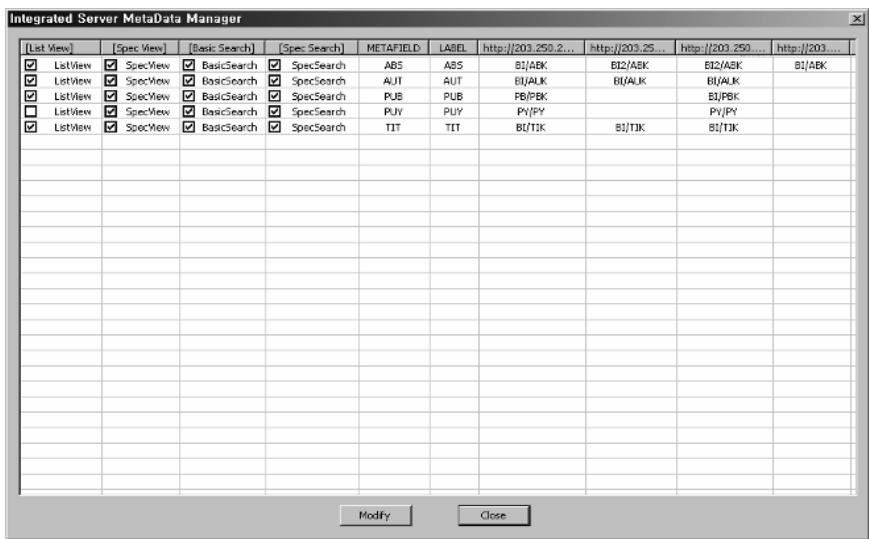 Integrated Server MetaData Manager
[List View] [Spec View] [Basic Search] [Spec Search] METAFIELD LABEL http://203.250.2... http://203.25... http://203.250.... http://203....
ListView SpecView BasicSearch SpecSearch ABS ABS BI/ABK BI2/ABK BI2/ABK BI/ABK
ListView SpecView BasicSearch SpecSearch AUT AUT BI/AUK BI/AUK BI/AUK
ListView SpecView BasicSearch SpecSearch PUB PUB PB/PBK BI/PBK
ListView SpecView BasicSearch SpecSearch PUY PUY PY/PY PY/PY
ListView SpecView BasicSearch SpecSearch TIT TIT BI/TIK BI/TIK BI/TIK
Modify Close